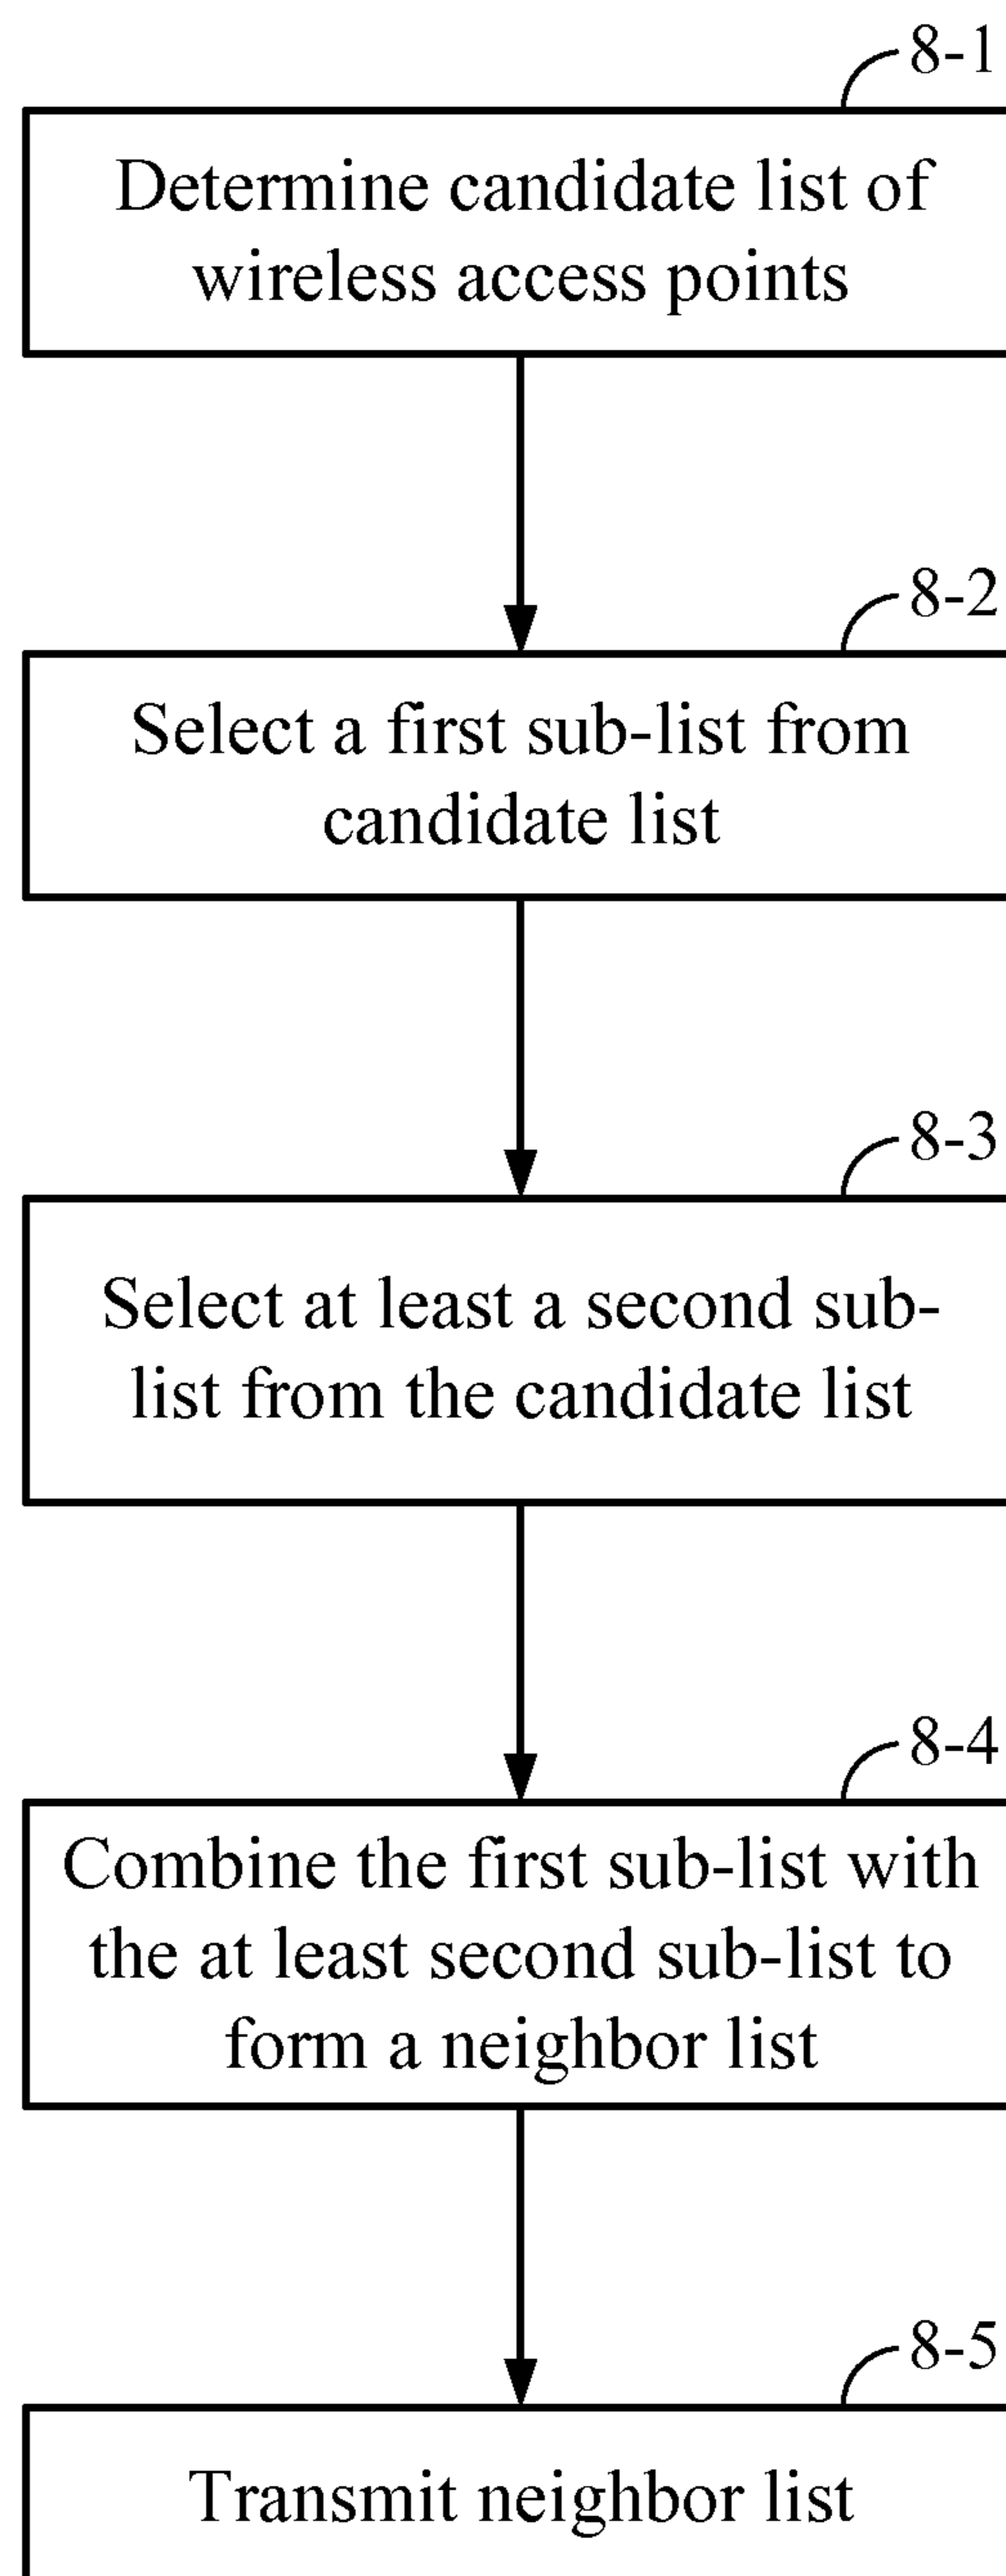 8-1
Determine candidate list of
wireless access points
8-2
Select a first sub-list from
candidate list
8-3
Select at least a second sub-
list from the candidate list
8-4
Combine the first sub-list with
the at least second sub-list to
form a neighbor list
8-5
Transmit neighbor list